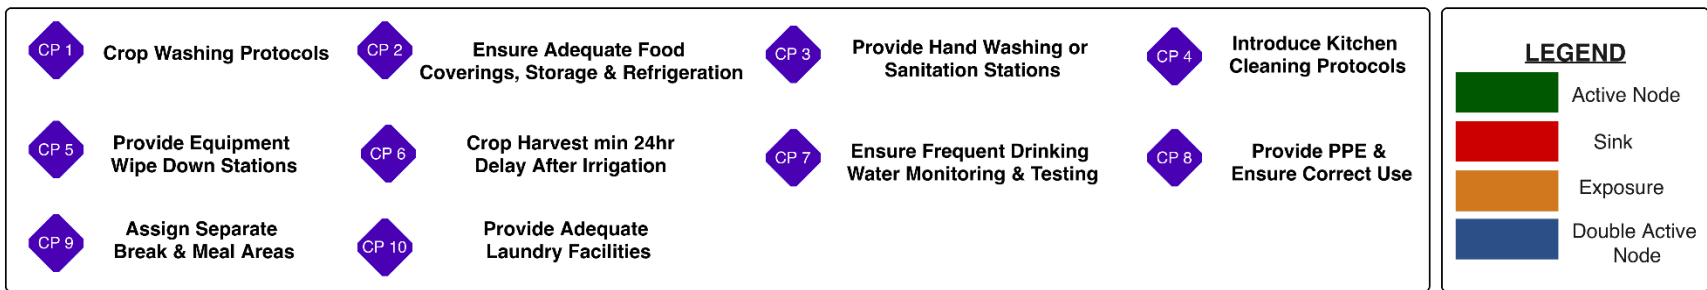 CP 1
Crop Washing Protocols
CP 2
Ensure Adequate Food
Coverings, Storage & Refrigeration
CP 3
Provide Hand Washing or
Sanitation Stations
CP 4
Introduce Kitchen
Cleaning Protocols
CP 5
Provide Equipment
Wipe Down Stations
CP 6
Crop Harvest min 24hr
Delay After Irrigation
CP 7
Ensure Frequent Drinking
Water Monitoring & Testing
CP 8
Provide PPE &
Ensure Correct Use
CP 9
Assign Separate
Break & Meal Areas
CP 10
Provide Adequate
Laundry Facilities
LEGEND
Active Node
Sink
Exposure
Double Active
Node